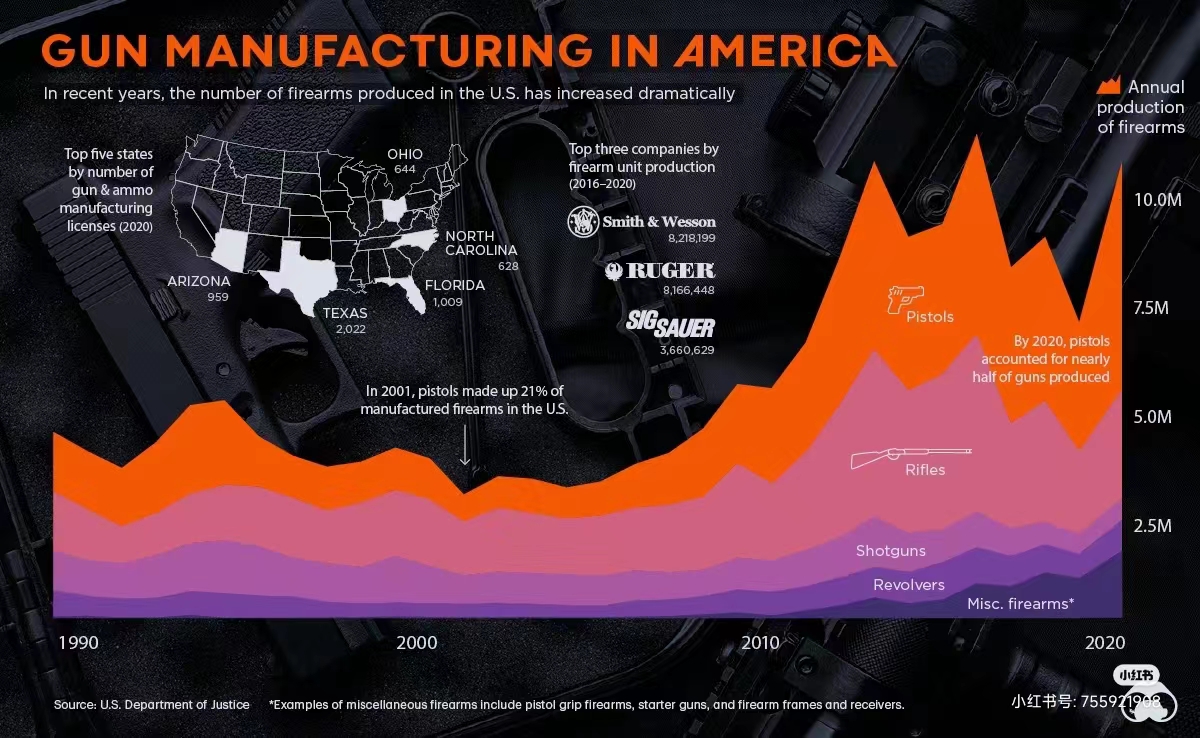 GUN MANUFACTURING IN AMERICA
In recent years, the number of firearms produced in the U.S. has increased dramatically
Annual
production
of firearms
Top five states
by number of
gun & ammo
manufacturing
licenses (2020)
OHIO
644
NORTH
CAROLINA
628
ARIZONA
959
FLORIDA
1,009
TEXAS
2,022
Top three companies by
firearm unit production
(2016–2020)
Smith & Wesson
8,218,199
RUGER
8,166,448
SIG SAUER
3,660,629
In 2001, pistols made up 21% of
manufactured firearms in the U.S.
Pistols
By 2020, pistols
accounted for nearly
half of guns produced
Rifles
Shotguns
Revolvers
Misc. firearms*
10.0M
7.5M
5.0M
2.5M
1990
2000
2010
2020
Source: U.S. Department of Justice
*Examples of miscellaneous firearms include pistol grip firearms, starter guns, and firearm frames and receivers.
小红书
小红书号: 755921908